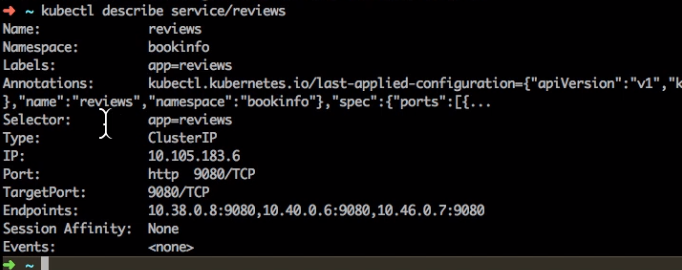 ➜ ~ kubectl describe service/reviews
Name: reviews
Namespace: bookinfo
Labels: app=reviews
Annotations: kubectl.kubernetes.io/last-applied-configuration={"apiVersion":"v1","k
},"name":"reviews","namespace":"bookinfo"},"spec":{"ports":[{...
Selector: app=reviews
Type: ClusterIP
IP: 10.105.183.6
Port: http 9080/TCP
TargetPort: 9080/TCP
Endpoints: 10.38.0.8:9080,10.40.0.6:9080,10.46.0.7:9080
Session Affinity: None
Events: <none>
➜ ~